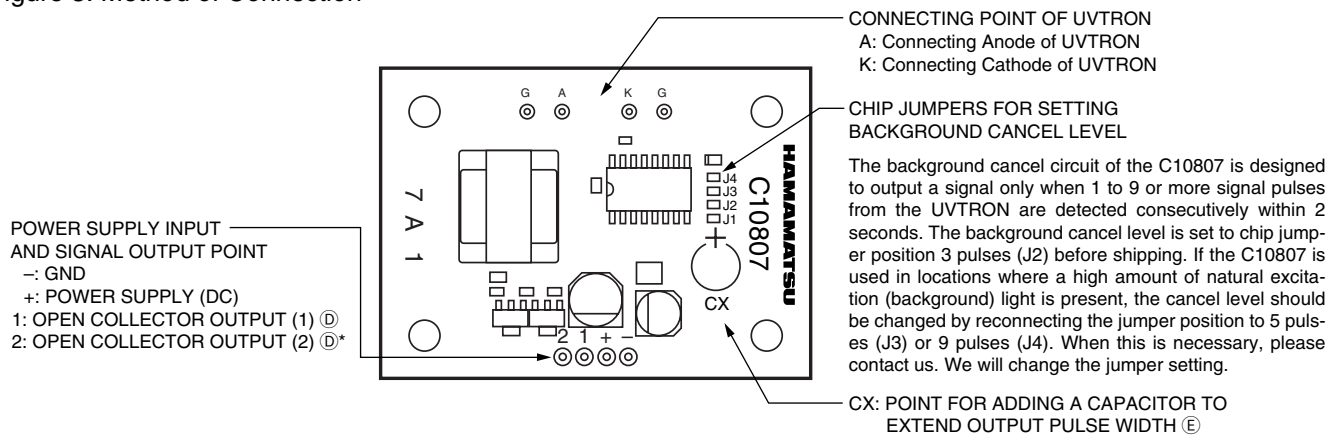 Figure 3. Method of Connection
CONNECTING POINT OF UVTRON
A: Connecting Anode of UVTRON
K: Connecting Cathode of UVTRON
CHIP JUMPERS FOR SETTING
BACKGROUND CANCEL LEVEL
The background cancel circuit of the C10807 is designed
to output a signal only when 1 to 9 or more signal pulses
from the UVTRON are detected consecutively within 2
seconds. The background cancel level is set to chip jump-
er position 3 pulses (J2) before shipping. If the C10807 is
used in locations where a high amount of natural excita-
tion (background) light is present, the cancel level should
be changed by reconnecting the jumper position to 5 puls-
es (J3) or 9 pulses (J4). When this is necessary, please
contact us. We will change the jumper setting.
CX: POINT FOR ADDING A CAPACITOR TO
EXTEND OUTPUT PULSE WIDTH Ⓔ
POWER SUPPLY INPUT
AND SIGNAL OUTPUT POINT
–: GND
+: POWER SUPPLY (DC)
1: OPEN COLLECTOR OUTPUT (1) Ⓓ
2: OPEN COLLECTOR OUTPUT (2) Ⓓ*
G A K G
J4
J3
J2
J1
HAMAMATSU
C10807
7 A 1
+
CX
2 1 + –